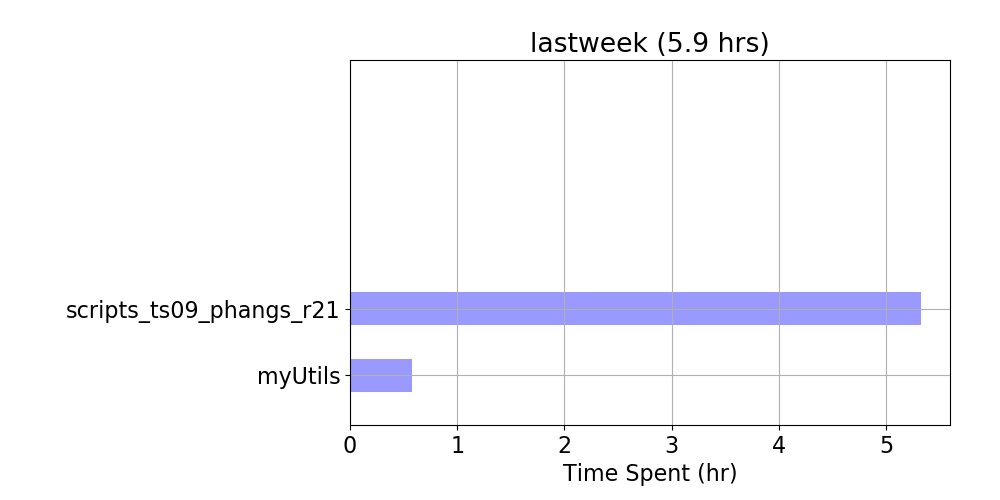 lastweek (5.9 hrs)
scripts_ts09_phangs_r21
myUtils
0 1 2 3 4 5
Time Spent (hr)